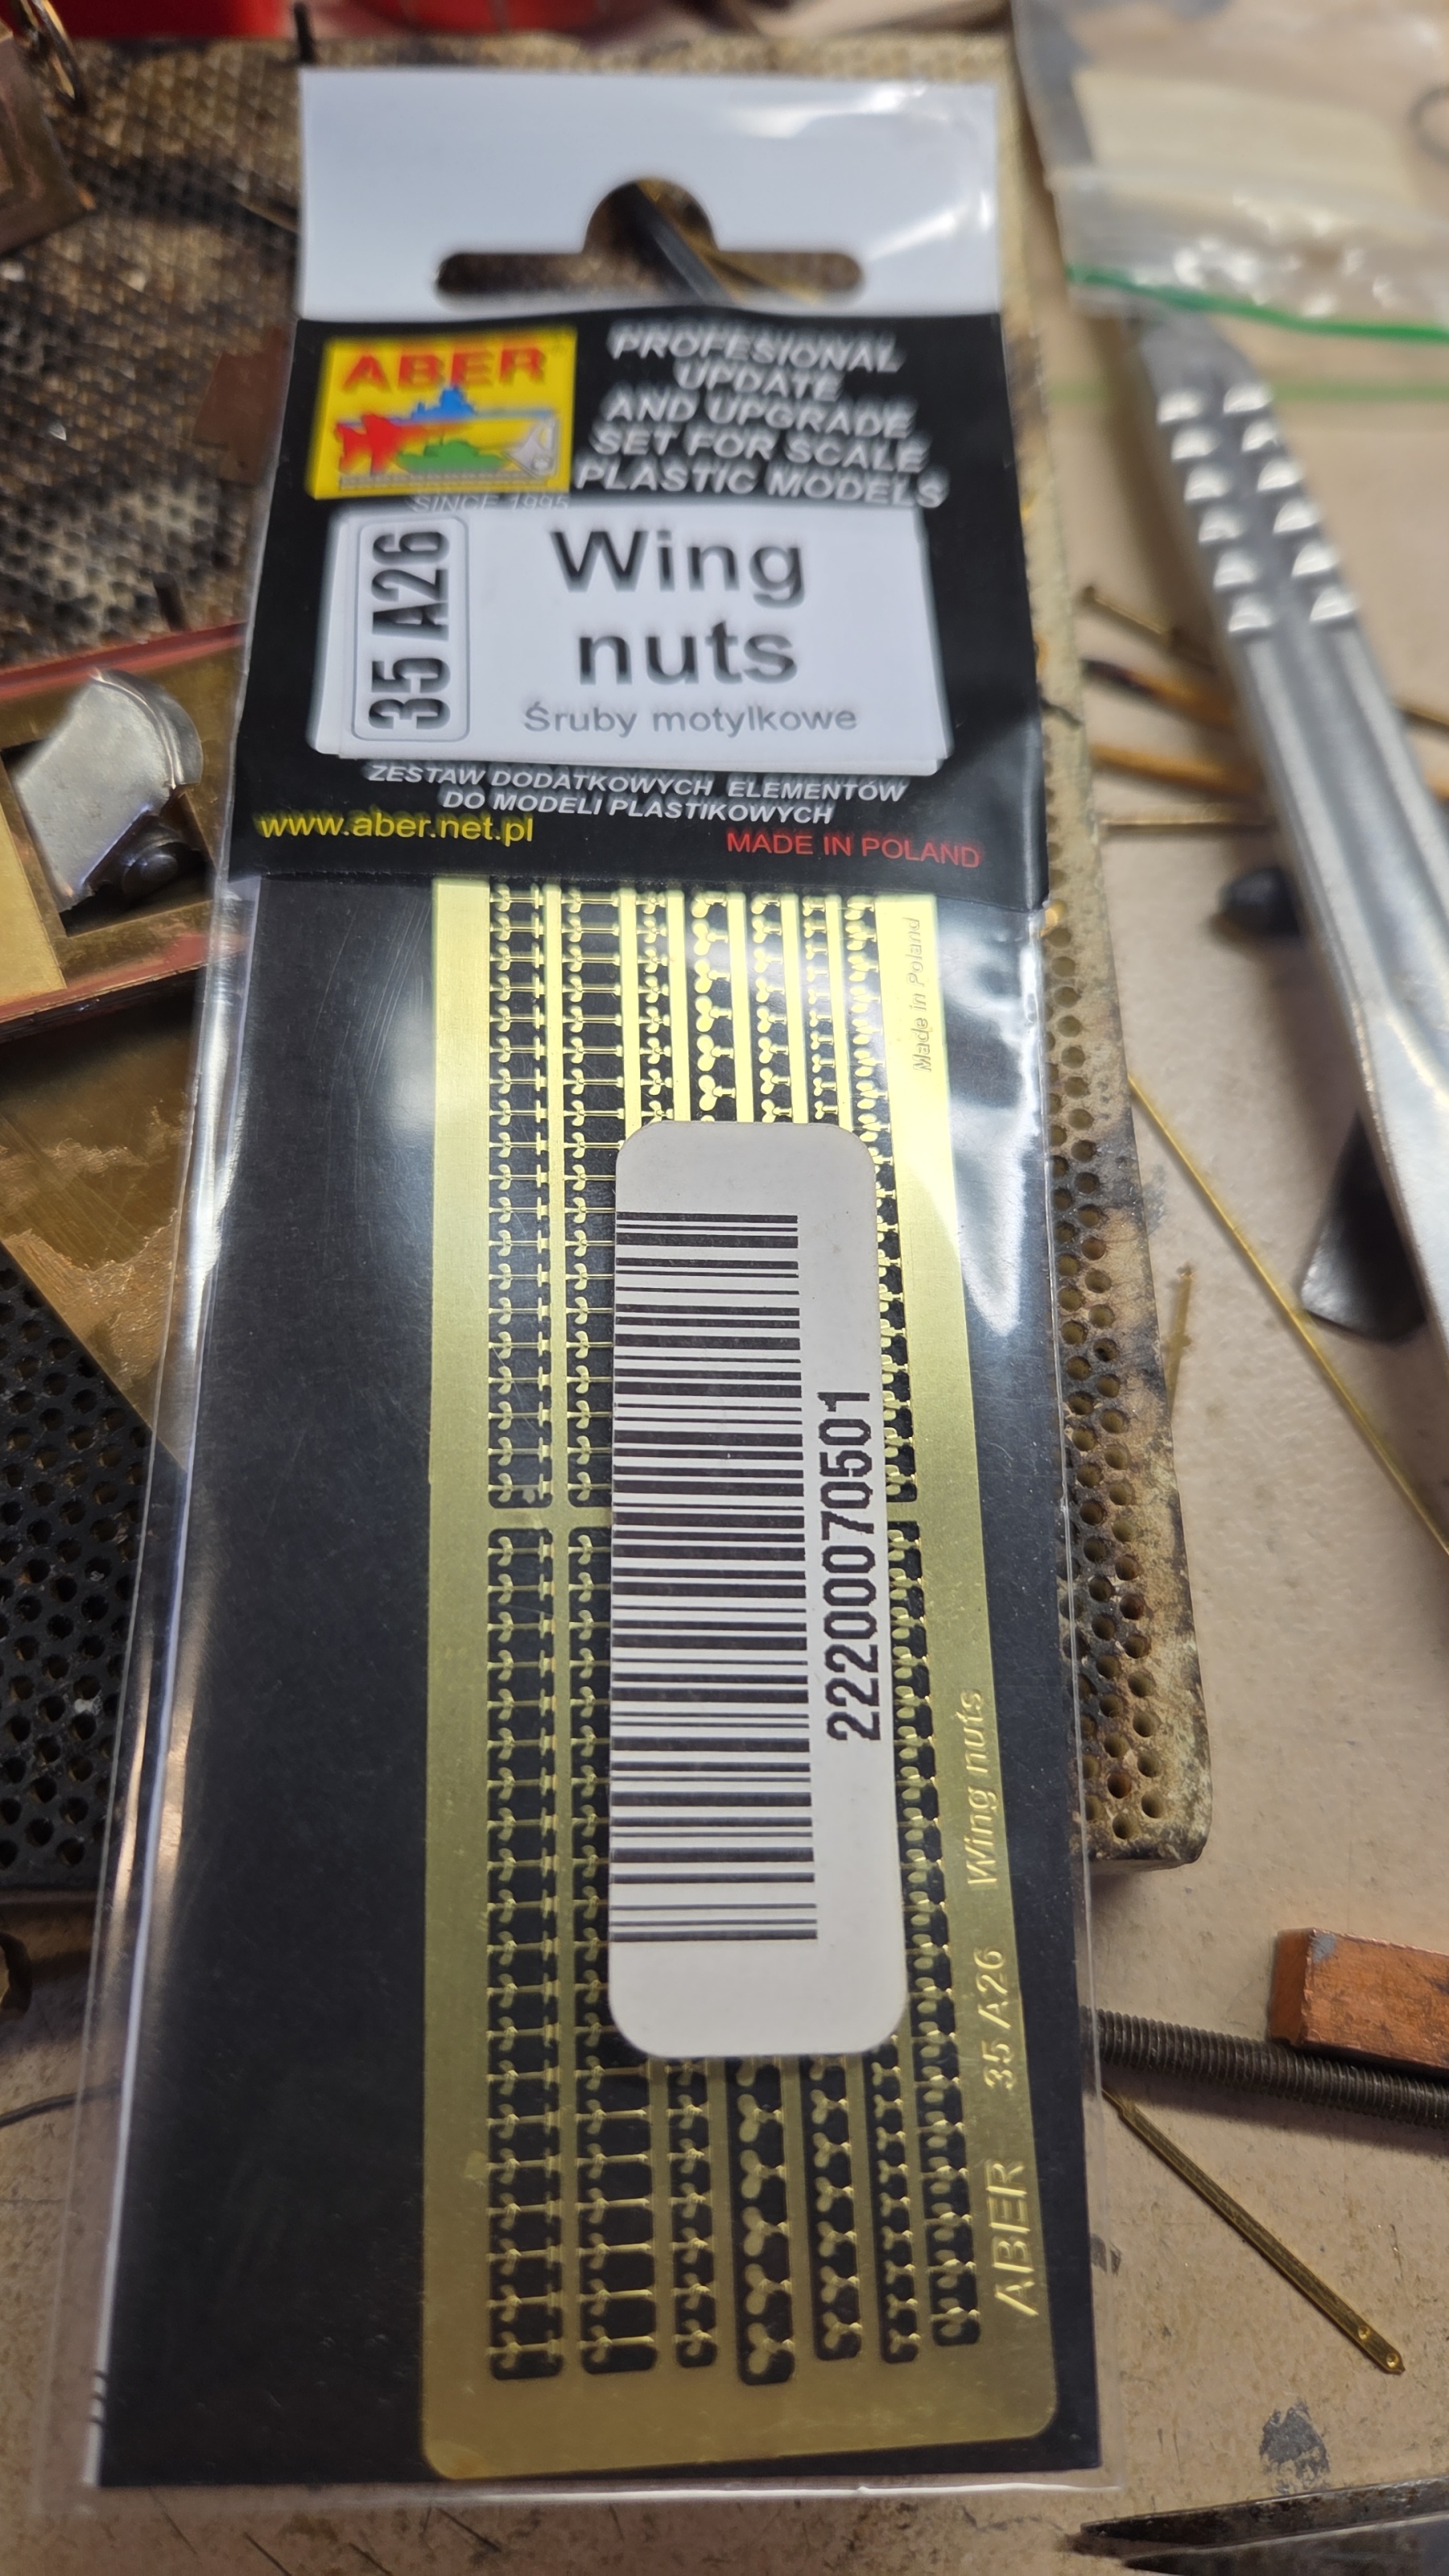 ABER
SINCE 1995
PROFESIONAL
UPDATE
AND UPGRADE
SET FOR SCALE
PLASTIC MODELS
35 A26
Wing
nuts
Śruby motylkowe
ZESTAW DODATKOWYCH ELEMENTÓW
DO MODELI PLASTIKOWYCH
www.aber.net.pl
MADE IN POLAND
Made in Poland
2220007050​1
ABER 35 A26 Wing nuts